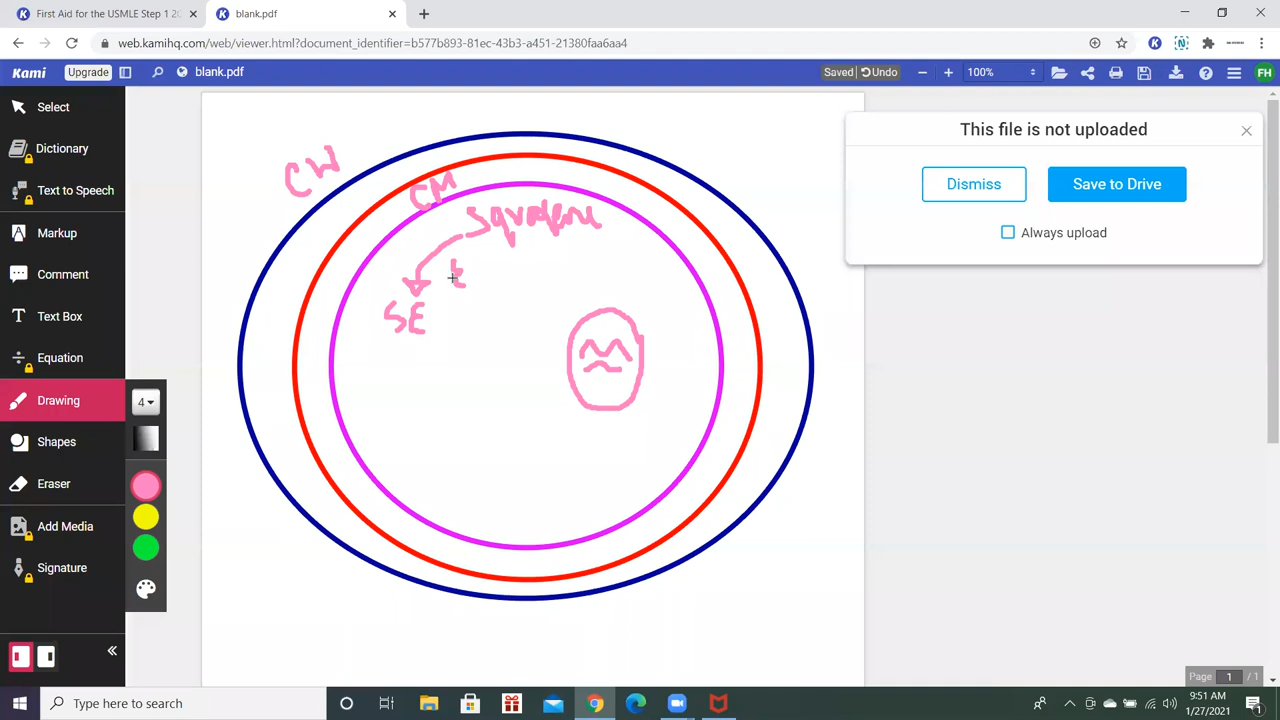 First Aid for the USMLE Step 1 20
blank.pdf
web.kamihq.com/web/viewer.html?document_identifier=b577b893-81ec-43b3-a451-21380faa6aa4
Kami
Upgrade
blank.pdf
Saved
Undo
100%
FH
Select
Dictionary
Text to Speech
Markup
Comment
Text Box
Equation
Drawing
Shapes
Eraser
Add Media
Signature
4
CW
CM
Squalene
SE
This file is not uploaded
Dismiss
Save to Drive
Always upload
Page 1 / 1
Type here to search
9:51 AM
1/27/2021